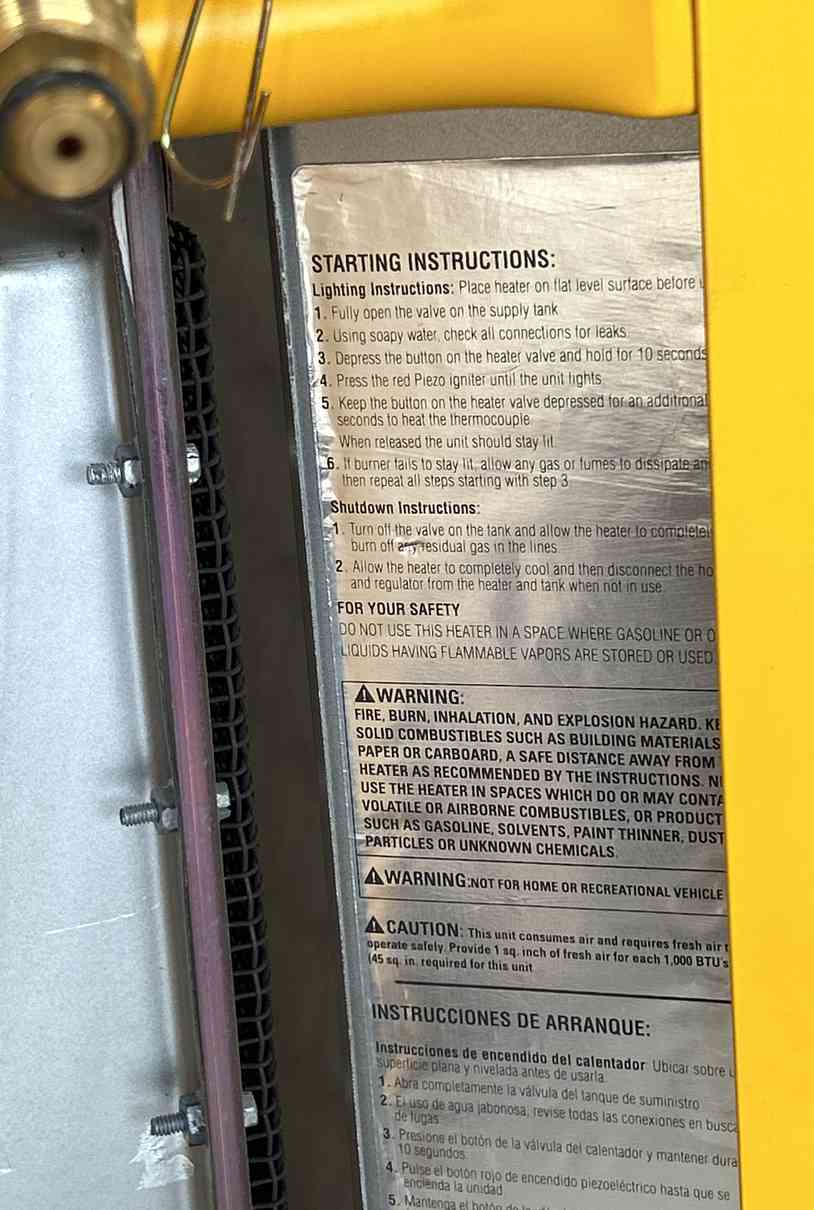 STARTING INSTRUCTIONS:
Lighting Instructions: Place heater on flat level surface before
1. Fully open the valve on the supply tank
2. Using soapy water, check all connections for leaks
3. Depress the button on the heater valve and hold for 10 seconds
4. Press the red Piezo igniter until the unit lights
5. Keep the button on the heater valve depressed for an additional
seconds to heat the thermocouple
When released the unit should stay lit
6. If burner fails to stay lit, allow any gas or fumes to dissipate an
then repeat all steps starting with step 3
Shutdown Instructions:
1. Turn off the valve on the tank and allow the heater to completel
burn off any residual gas in the lines
2. Allow the heater to completely cool and then disconnect the ho
and regulator from the heater and tank when not in use
FOR YOUR SAFETY
DO NOT USE THIS HEATER IN A SPACE WHERE GASOLINE OR O
LIQUIDS HAVING FLAMMABLE VAPORS ARE STORED OR USED
⚠WARNING:
FIRE, BURN, INHALATION, AND EXPLOSION HAZARD. KE
SOLID COMBUSTIBLES SUCH AS BUILDING MATERIALS
PAPER OR CARBOARD, A SAFE DISTANCE AWAY FROM
HEATER AS RECOMMENDED BY THE INSTRUCTIONS. N
USE THE HEATER IN SPACES WHICH DO OR MAY CONTA
VOLATILE OR AIRBORNE COMBUSTIBLES, OR PRODUCT
SUCH AS GASOLINE, SOLVENTS, PAINT THINNER, DUST
PARTICLES OR UNKNOWN CHEMICALS.
⚠WARNING:NOT FOR HOME OR RECREATIONAL VEHICLE
⚠CAUTION: This unit consumes air and requires fresh air t
operate safely. Provide 1 sq. inch of fresh air for each 1,000 BTU's
(45 sq. in. required for this unit
INSTRUCCIONES DE ARRANQUE:
Instrucciones de encendido del calentador: Ubicar sobre u
superficie plana y nivelada antes de usarla.
1. Abra completamente la válvula del tanque de suministro
2. El uso de agua jabonosa, revise todas las conexiones en busca
de fugas
3. Presione el botón de la válvula del calentador y mantener dura
10 segundos.
4. Pulse el botón rojo de encendido piezoeléctrico hasta que se
encienda la unidad
5. Mantenga el botón de